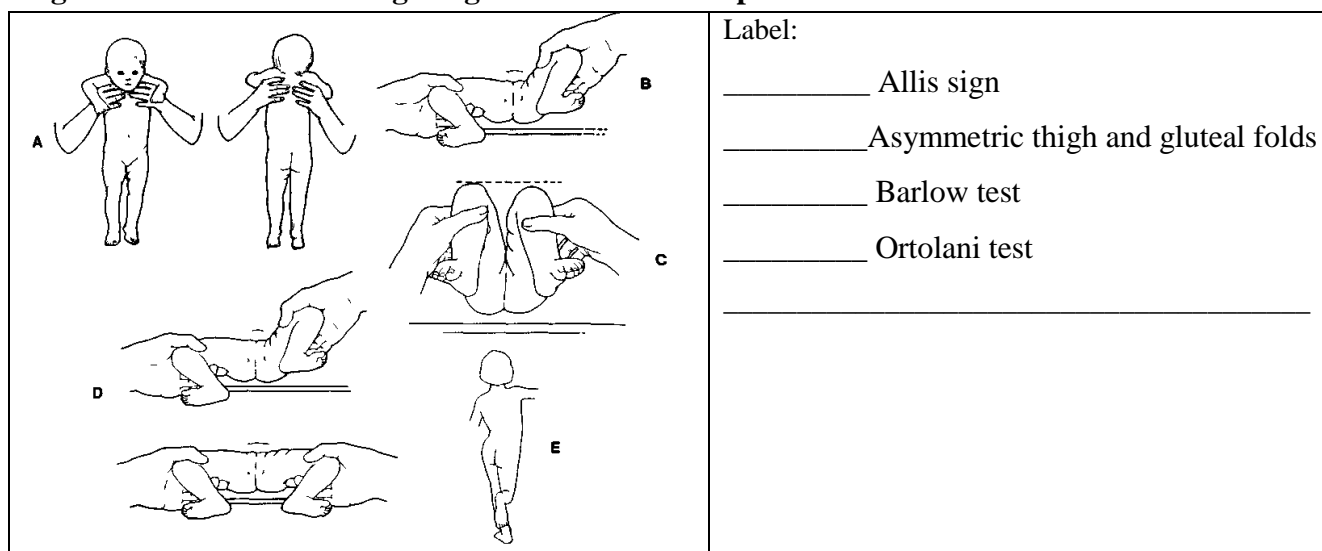 A
B
C
D
E
Label:
_________ Allis sign
_________Asymmetric thigh and gluteal folds
_________ Barlow test
_________ Ortolani test